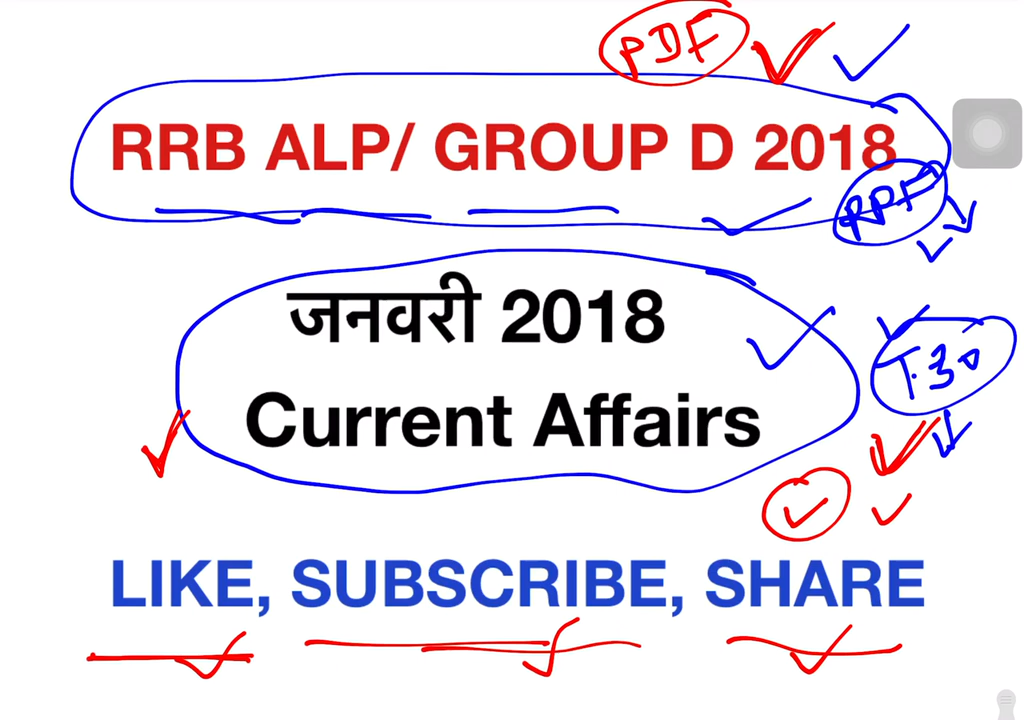 PDF
RRB ALP/ GROUP D 2018
RPF
जनवरी 2018
T.30
Current Affairs
LIKE, SUBSCRIBE, SHARE